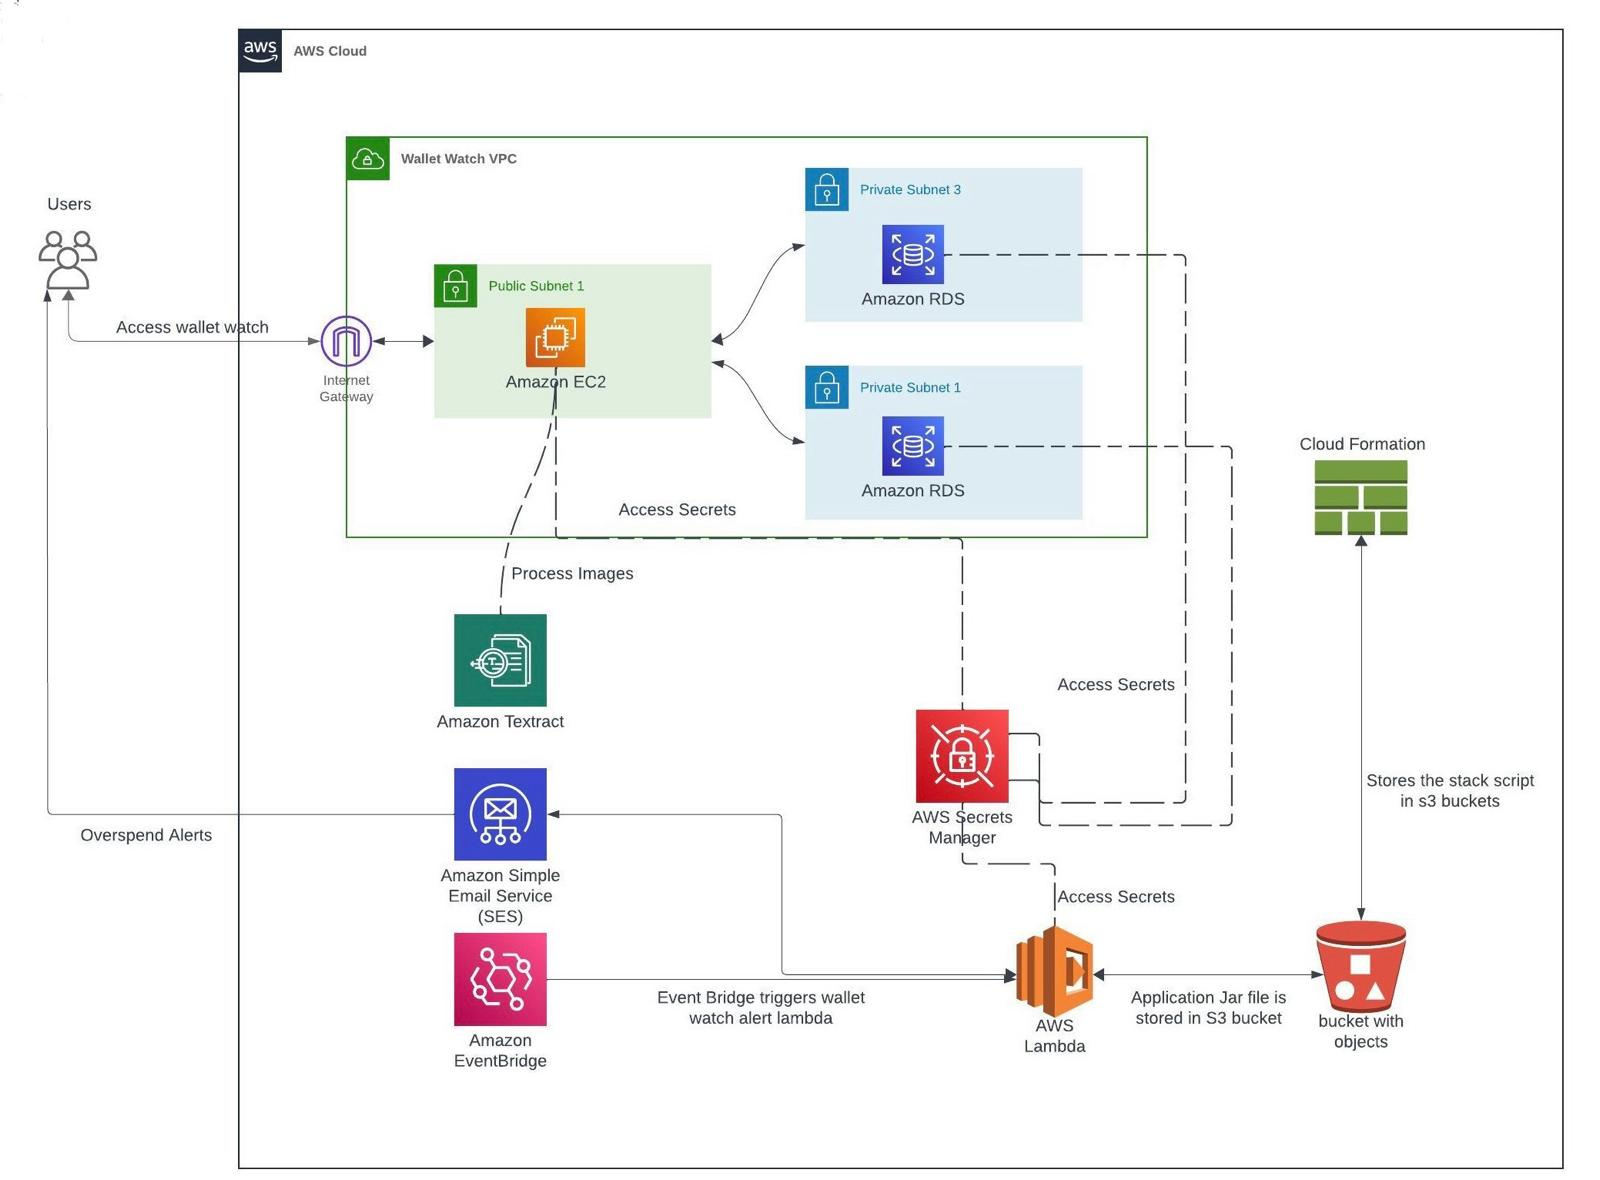 aws
AWS Cloud
Wallet Watch VPC
Private Subnet 3
Amazon RDS
Users
Public Subnet 1
Amazon EC2
Access wallet watch
Internet
Gateway
Private Subnet 1
Amazon RDS
Cloud Formation
Access Secrets
Process Images
Amazon Textract
Access Secrets
AWS Secrets
Manager
Stores the stack script
in s3 buckets
Overspend Alerts
Amazon Simple
Email Service
(SES)
Access Secrets
Event Bridge triggers wallet
watch alert lambda
Amazon
EventBridge
AWS
Lambda
Application Jar file is
stored in S3 bucket
bucket with
objects